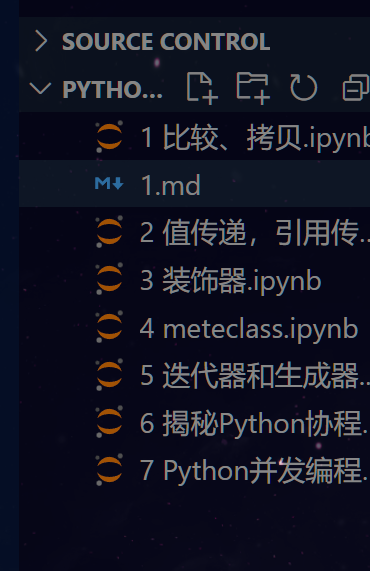 SOURCE CONTROL
PYTHO...
1 比较、拷贝.ipynb
1.md
2 值传递，引用传...
3 装饰器.ipynb
4 meteclass.ipynb
5 迭代器和生成器...
6 揭秘Python协程...
7 Python并发编程...